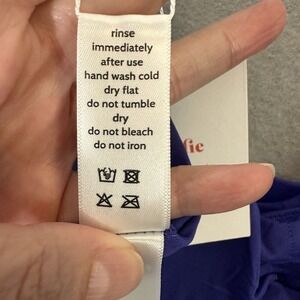 rinse
immediately
after use
hand wash cold
dry flat
do not tumble
dry
do not bleach
do not iron